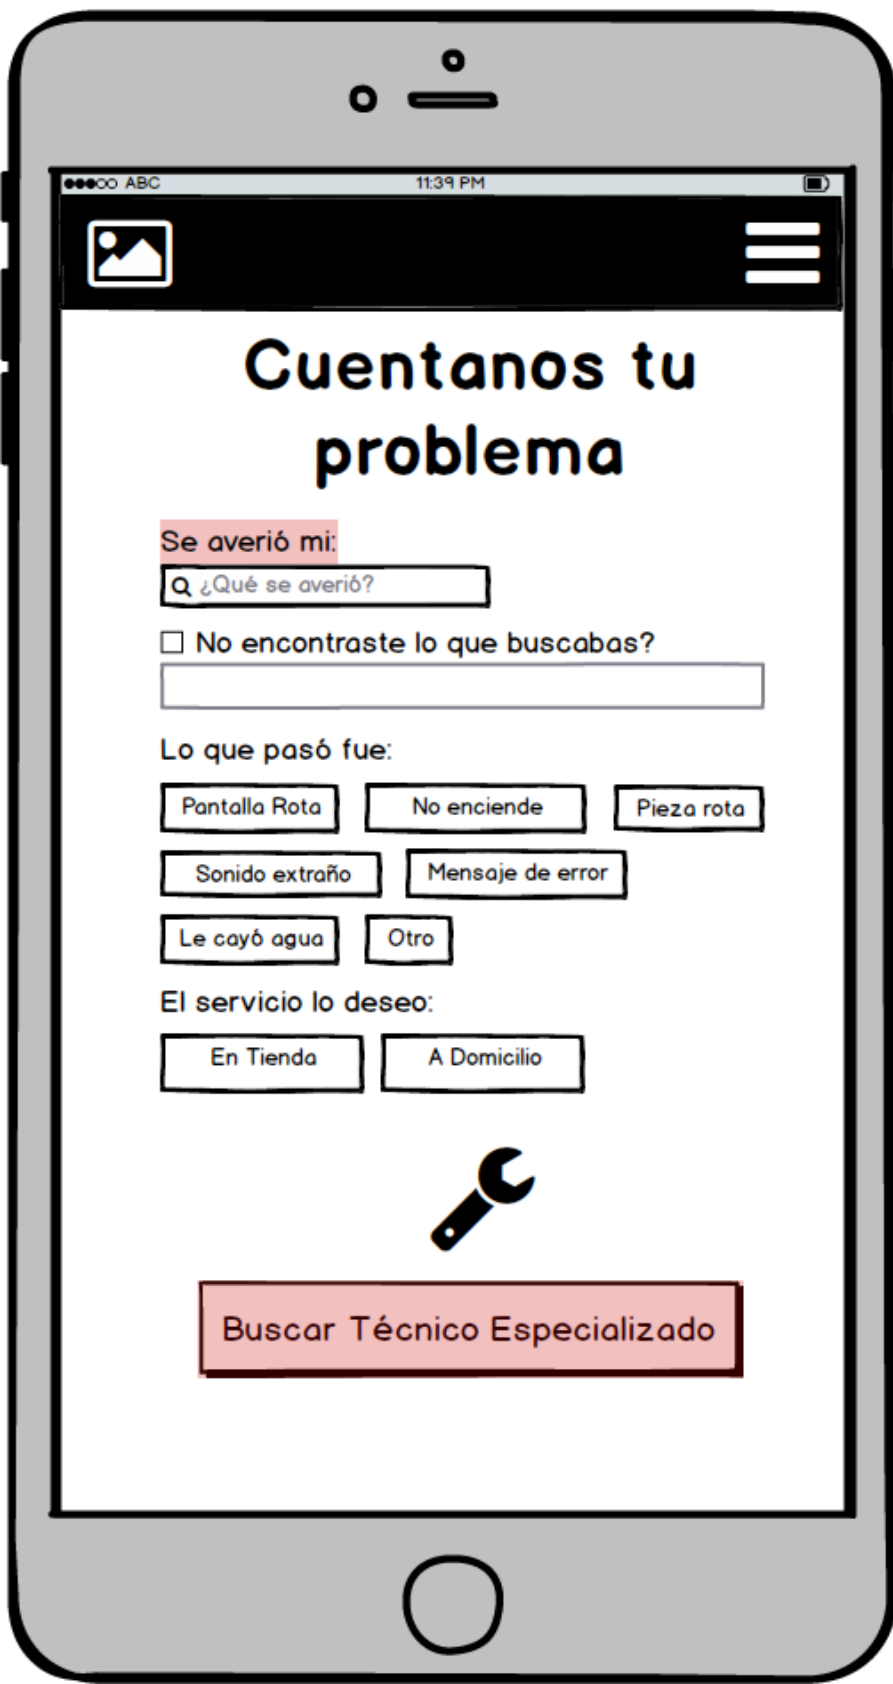 ABC 11:39 PM
Cuentanos tu
problema
Se averió mi:
¿Qué se averió?
No encontraste lo que buscabas?
Lo que pasó fue:
Pantalla Rota No enciende Pieza rota
Sonido extraño Mensaje de error
Le cayó agua Otro
El servicio lo deseo:
En Tienda A Domicilio
Buscar Técnico Especializado